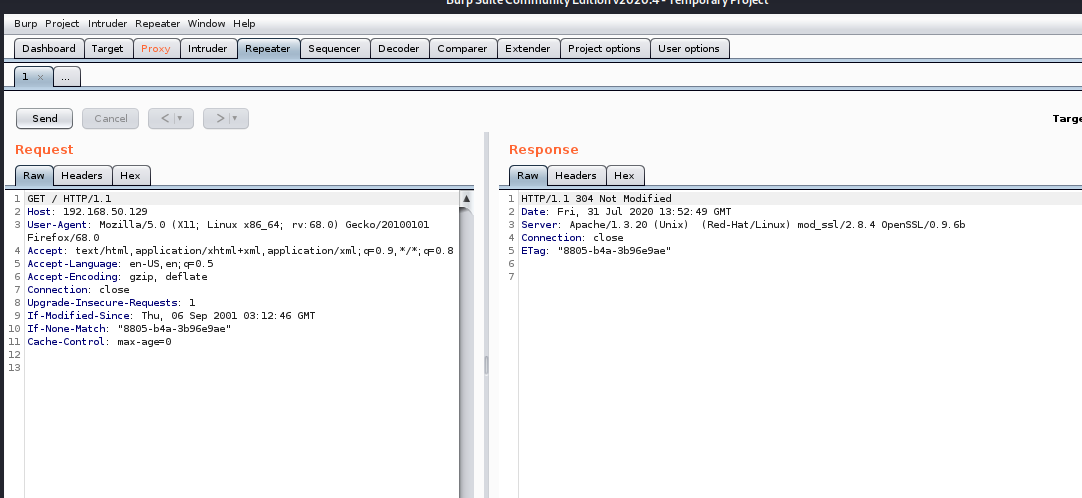 Burp Suite Community Edition v2020.4 - Temporary Project
Burp Project Intruder Repeater Window Help
Dashboard Target Proxy Intruder Repeater Sequencer Decoder Comparer Extender Project options User options
1 × ...
Send Cancel < > 
Targe
Request
Raw Headers Hex
1 GET / HTTP/1.1
2 Host: 192.168.50.129
3 User-Agent: Mozilla/5.0 (X11; Linux x86_64; rv:68.0) Gecko/20100101
Firefox/68.0
4 Accept: text/html,application/xhtml+xml,application/xml;q=0.9,*/*;q=0.8
5 Accept-Language: en-US,en;q=0.5
6 Accept-Encoding: gzip, deflate
7 Connection: close
8 Upgrade-Insecure-Requests: 1
9 If-Modified-Since: Thu, 06 Sep 2001 03:12:46 GMT
10 If-None-Match: "8805-b4a-3b96e9ae"
11 Cache-Control: max-age=0
12
13
Response
Raw Headers Hex
1 HTTP/1.1 304 Not Modified
2 Date: Fri, 31 Jul 2020 13:52:49 GMT
3 Server: Apache/1.3.20 (Unix)  (Red-Hat/Linux) mod_ssl/2.8.4 OpenSSL/0.9.6b
4 Connection: close
5 ETag: "8805-b4a-3b96e9ae"
6
7